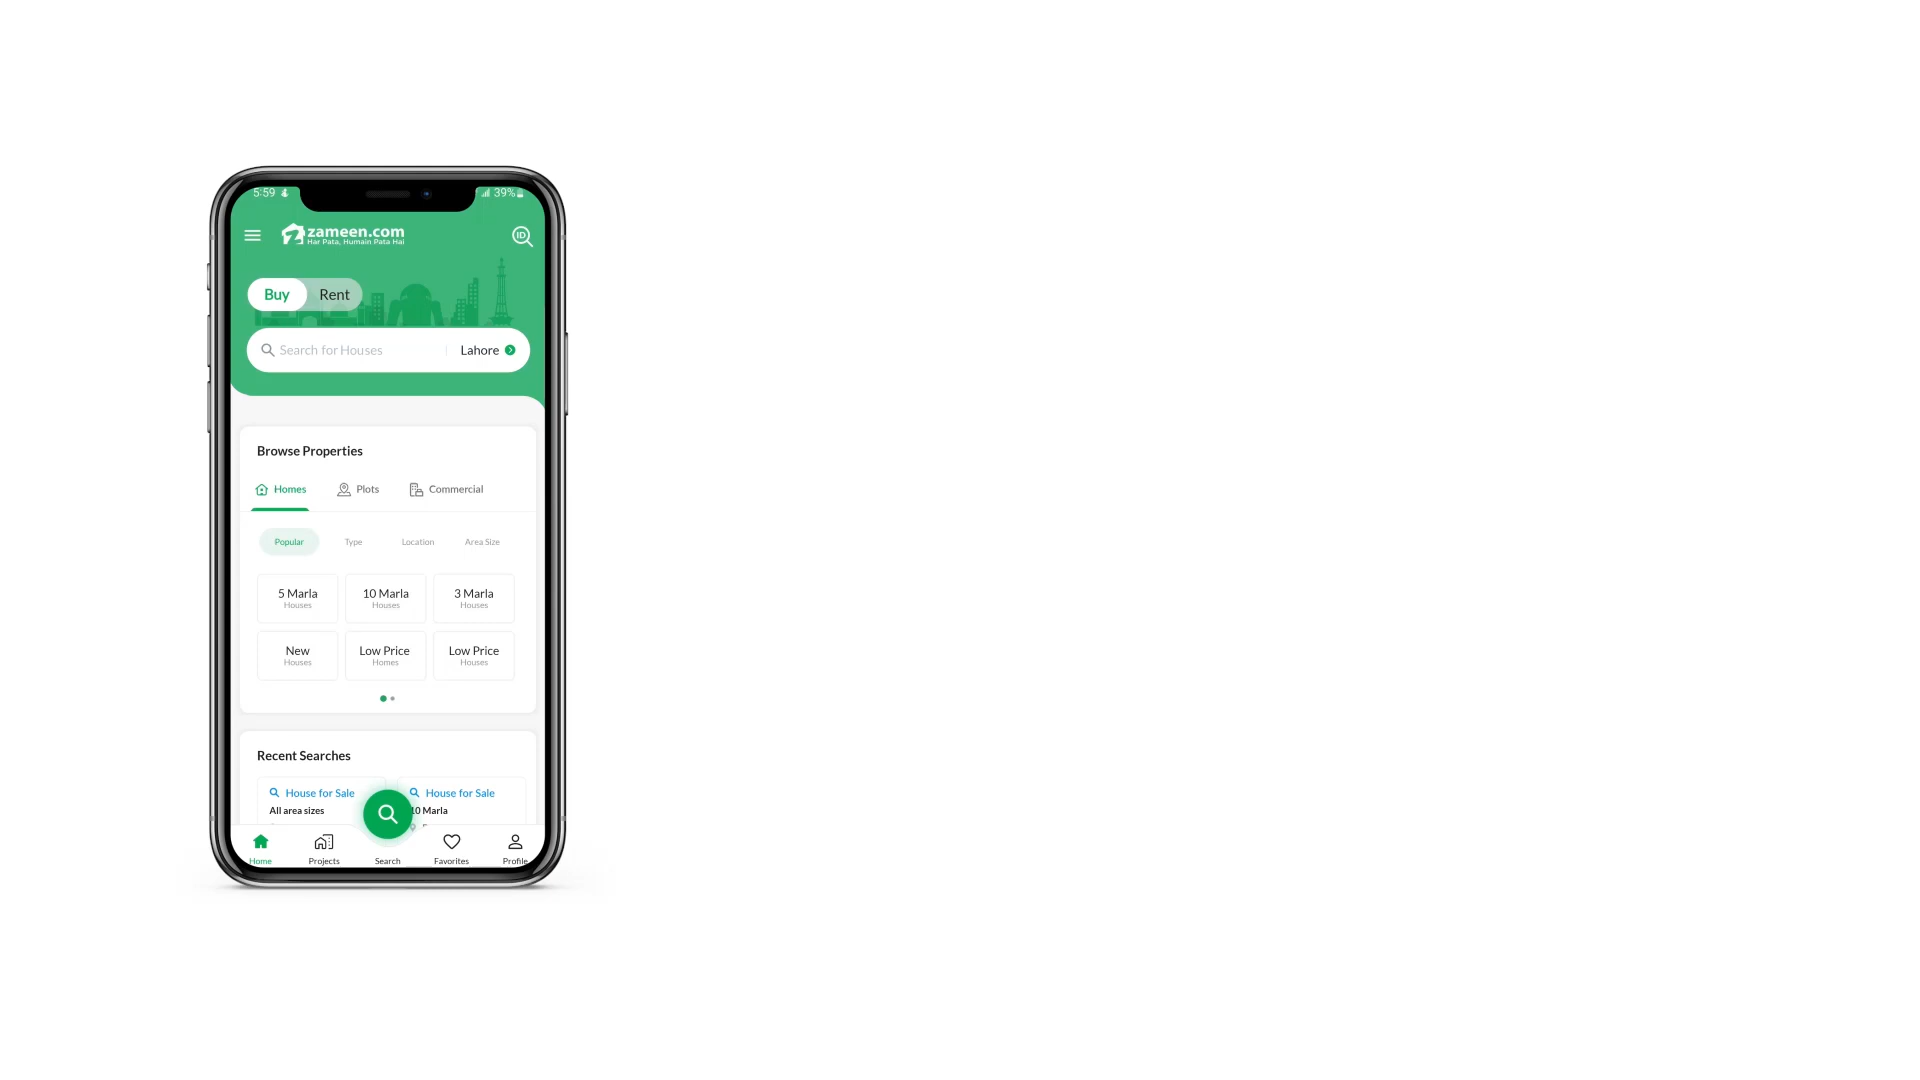 5:59 39%
zameen.com
Har Pata, Humain Pata Hai
ID
Buy Rent
Search for Houses Lahore
Browse Properties
Homes Plots Commercial
Popular Type Location Area Size
5 Marla 10 Marla 3 Marla
Houses Houses Houses
New Low Price Low Price
Houses Homes Houses
Recent Searches
House for Sale House for Sale
All area sizes 10 Marla
Home Projects Search Favorites Profile